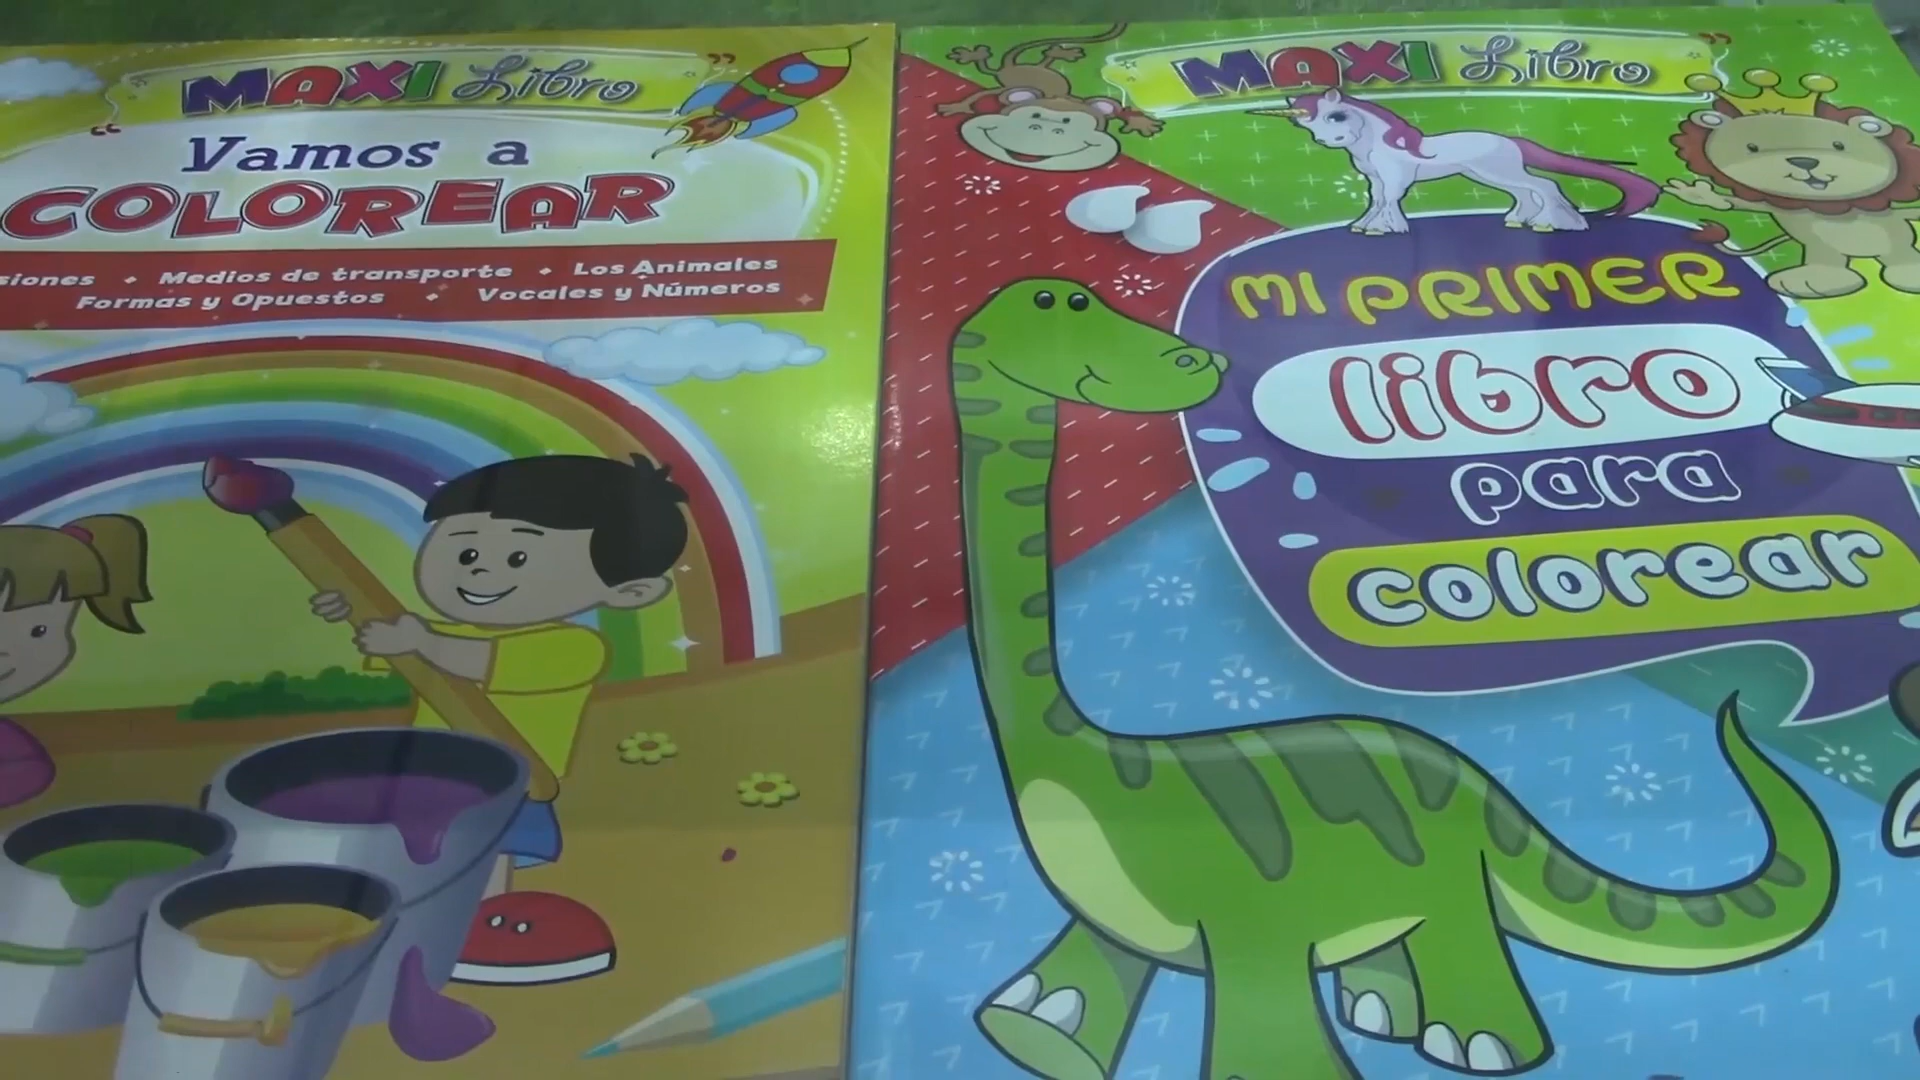 MAXI Libro
Vamos a
COLOREAR
Medios de transporte • Los Animales
Formas y Opuestos • Vocales y Números
MAXI Libro
MI PRIMER
libro
para
colorear